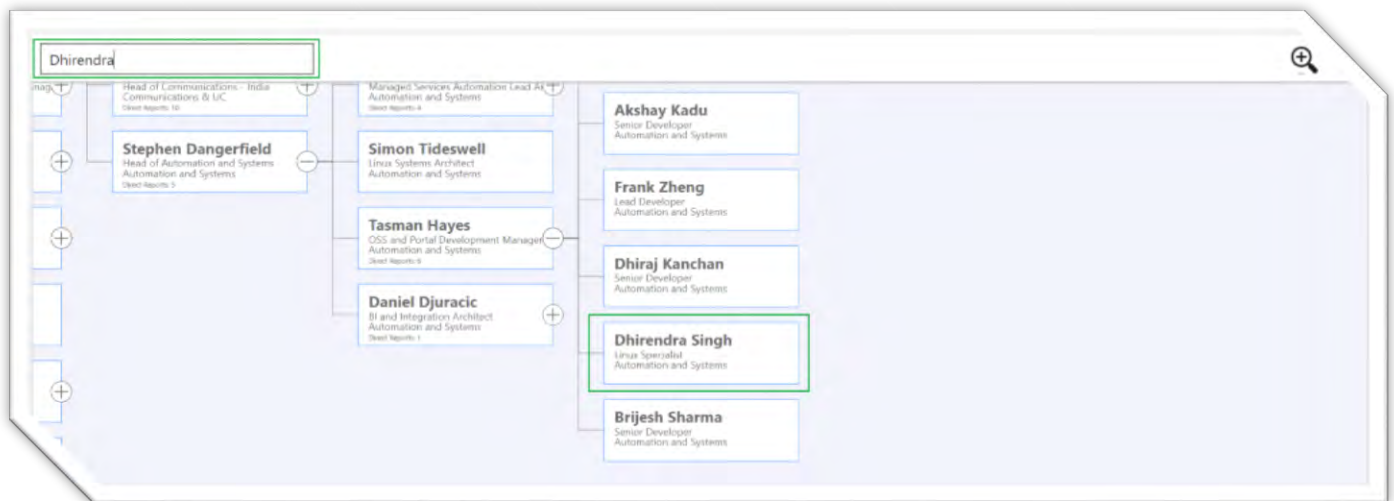 Dhirendra
Head of Communications - India
Communications & UC
Direct Reports: 10
Stephen Dangerfield
Head of Automation and Systems
Automation and Systems
Direct Reports: 5
Managed Services Automation Lead
Automation and Systems
Direct Reports: 4
Simon Tideswell
Linux Systems Architect
Automation and Systems
Tasman Hayes
OSS and Portal Development Manager
Automation and Systems
Direct Reports: 6
Daniel Djuracic
BI and Integration Architect
Automation and Systems
Direct Reports: 1
Akshay Kadu
Senior Developer
Automation and Systems
Frank Zheng
Lead Developer
Automation and Systems
Dhiraj Kanchan
Senior Developer
Automation and Systems
Dhirendra Singh
Linux Specialist
Automation and Systems
Brijesh Sharma
Senior Developer
Automation and Systems